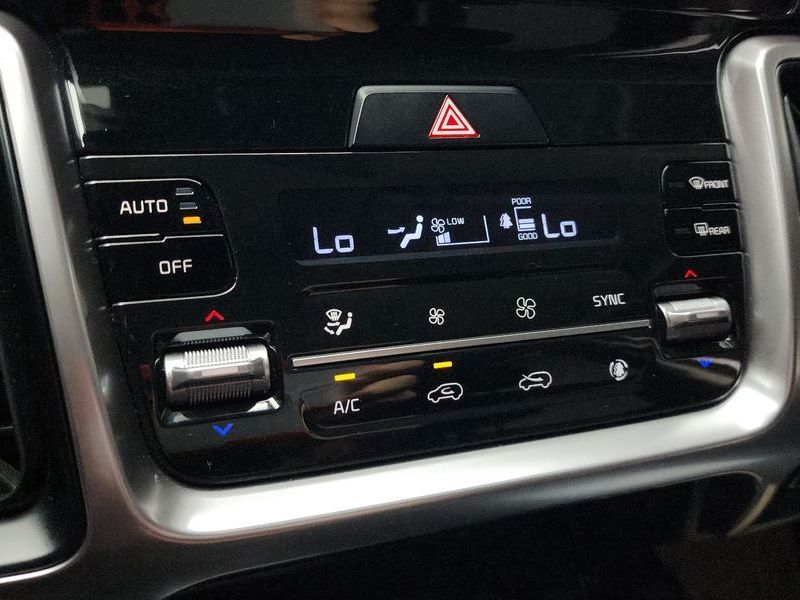 AUTO
OFF
Lo
LOW
POOR
GOOD
Lo
FRONT
REAR
SYNC
A/C